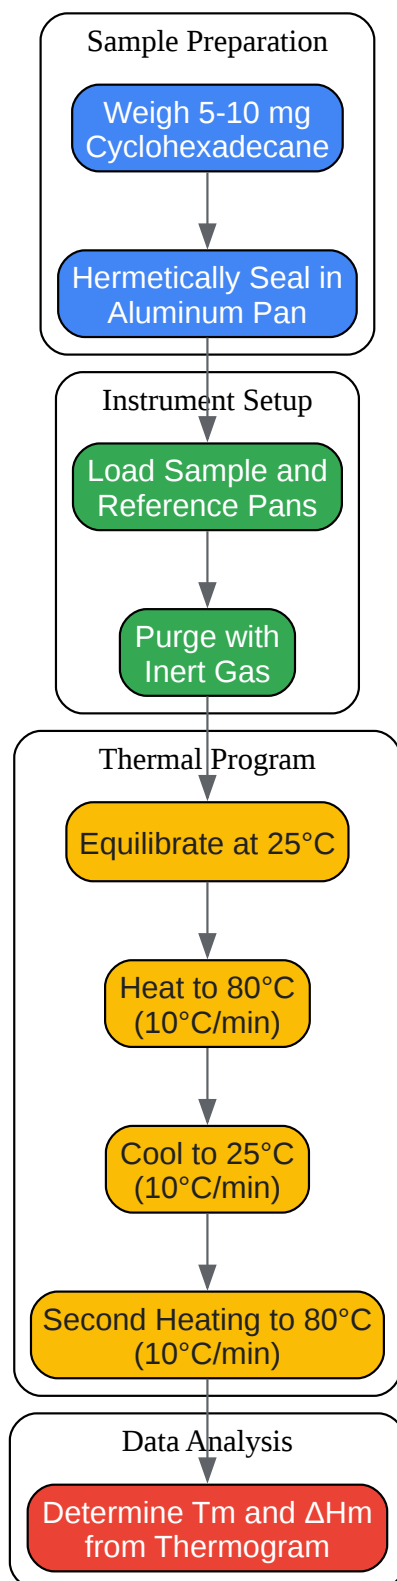 Sample Preparation
Weigh 5-10 mg
Cyclohexadecane
Hermetically Seal in
Aluminum Pan
Instrument Setup
Load Sample and
Reference Pans
Purge with
Inert Gas
Thermal Program
Equilibrate at 25°C
Heat to 80°C
(10°C/min)
Cool to 25°C
(10°C/min)
Second Heating to 80°C
(10°C/min)
Data Analysis
Determine Tm and ΔHm
from Thermogram